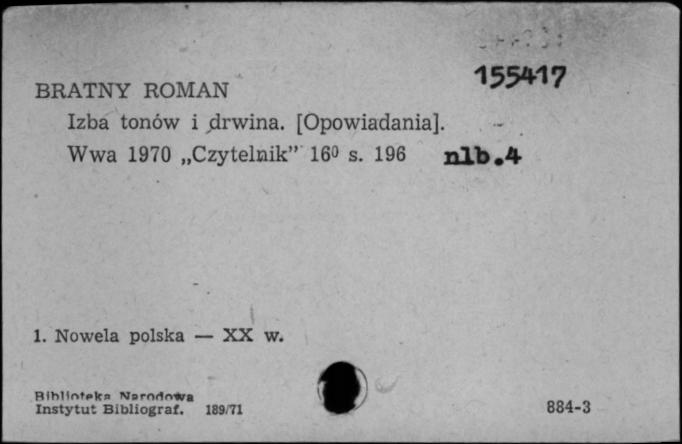 155417
BRATNY ROMAN
Izba tonów i drwina. [Opowiadania].
Wwa 1970 „Czytelnik” 16⁰ s. 196 nlb.4
1. Nowela polska — XX w.
Biblioteka Narodowa
Instytut Bibliograf. 189/71
884-3